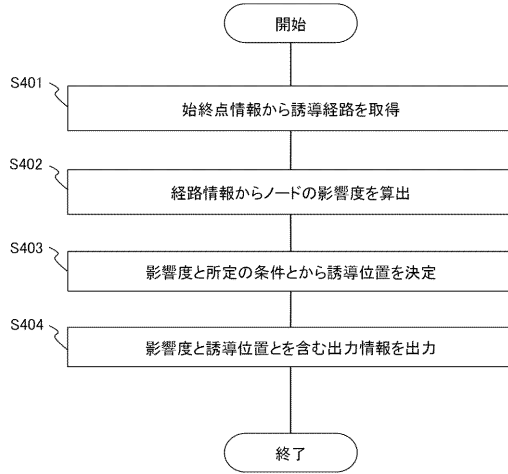 開始
S401
始終点情報から誘導経路を取得
S402
経路情報からノードの影響度を算出
S403
影響度と所定の条件とから誘導位置を決定
S404
影響度と誘導位置とを含む出力情報を出力
終了